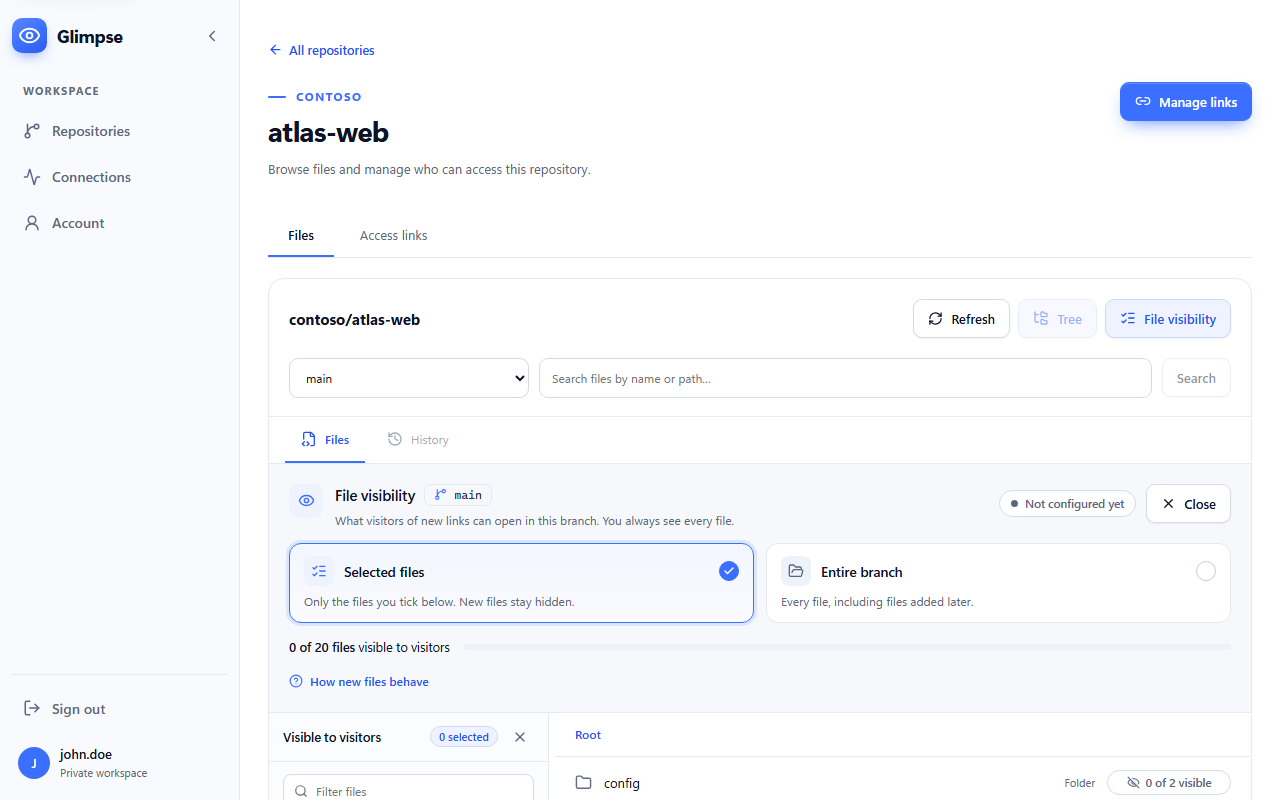 Glimpse
WORKSPACE
Repositories
Connections
Account
Sign out
J
john.doe
Private workspace
All repositories
CONTOSO
atlas-web
Browse files and manage who can access this repository.
Manage links
Files
Access links
contoso/atlas-web
Refresh
Tree
File visibility
main
Search files by name or path...
Search
Files
History
File visibility
main
What visitors of new links can open in this branch. You always see every file.
Not configured yet
Close
Selected files
Only the files you tick below. New files stay hidden.
Entire branch
Every file, including files added later.
0 of 20 files visible to visitors
How new files behave
Visible to visitors
0 selected
Filter files
Root
config
Folder
0 of 2 visible